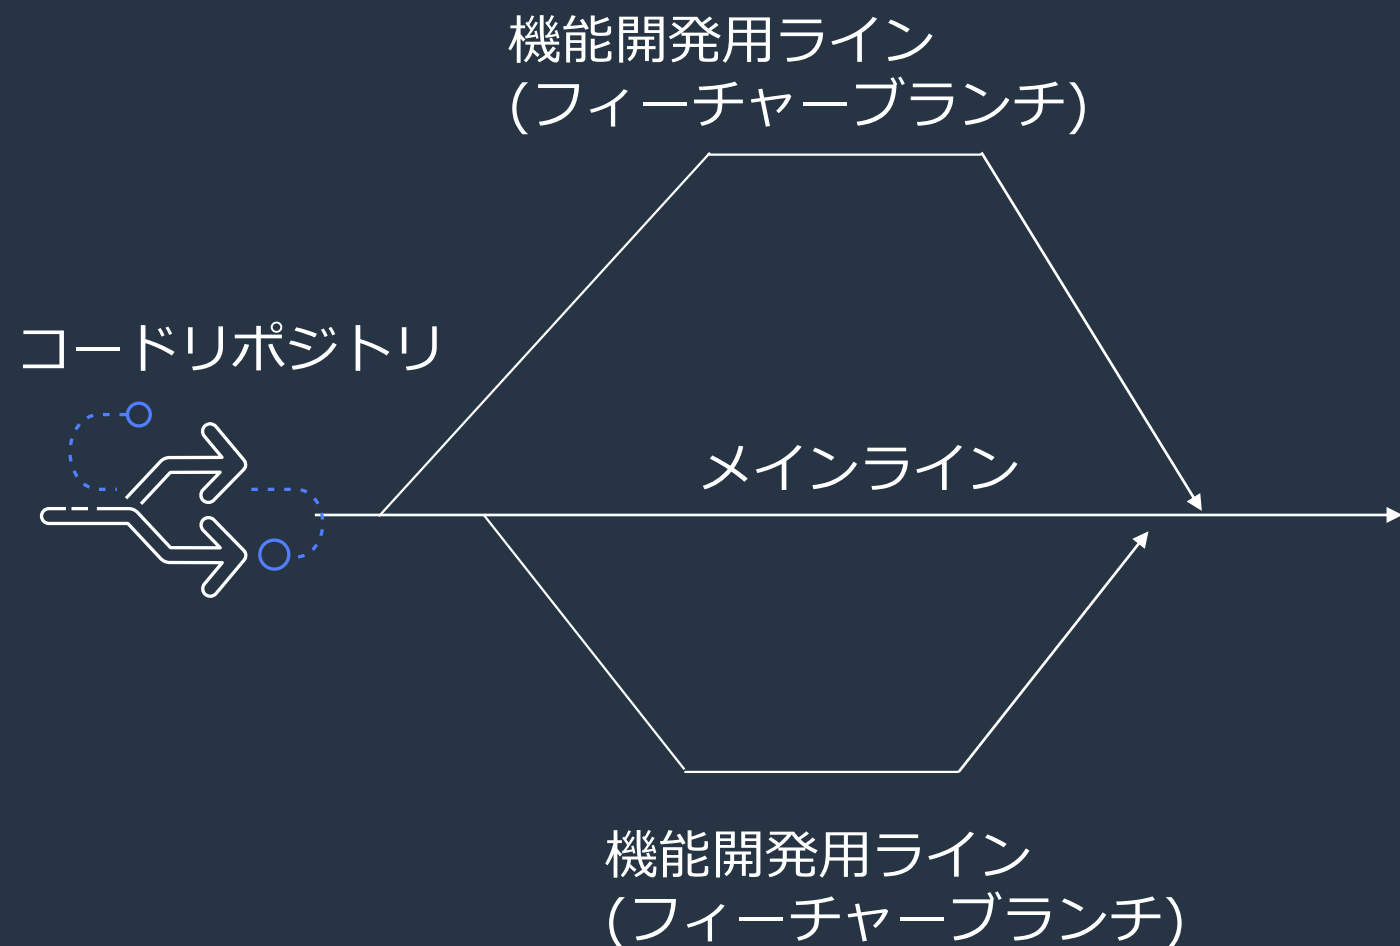 機能開発用ライン
(フィーチャーブランチ)
コードリポジトリ
メインライン
機能開発用ライン
(フィーチャーブランチ)